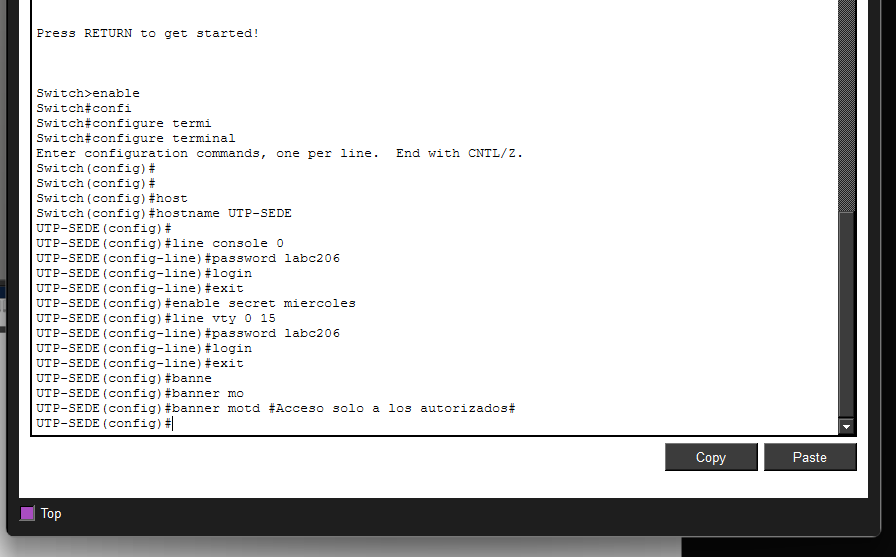 Press RETURN to get started!
Switch>enable
Switch#confi
Switch#configure termi
Switch#configure terminal
Enter configuration commands, one per line.  End with CNTL/Z.
Switch(config)#
Switch(config)#
Switch(config)#host
Switch(config)#hostname UTP-SEDE
UTP-SEDE(config)#
UTP-SEDE(config)#line console 0
UTP-SEDE(config-line)#password labc206
UTP-SEDE(config-line)#login
UTP-SEDE(config-line)#exit
UTP-SEDE(config)#enable secret miercoles
UTP-SEDE(config)#line vty 0 15
UTP-SEDE(config-line)#password labc206
UTP-SEDE(config-line)#login
UTP-SEDE(config-line)#exit
UTP-SEDE(config)#banne
UTP-SEDE(config)#banner mo
UTP-SEDE(config)#banner motd #Acceso solo a los autorizados#
UTP-SEDE(config)#
Copy Paste
Top